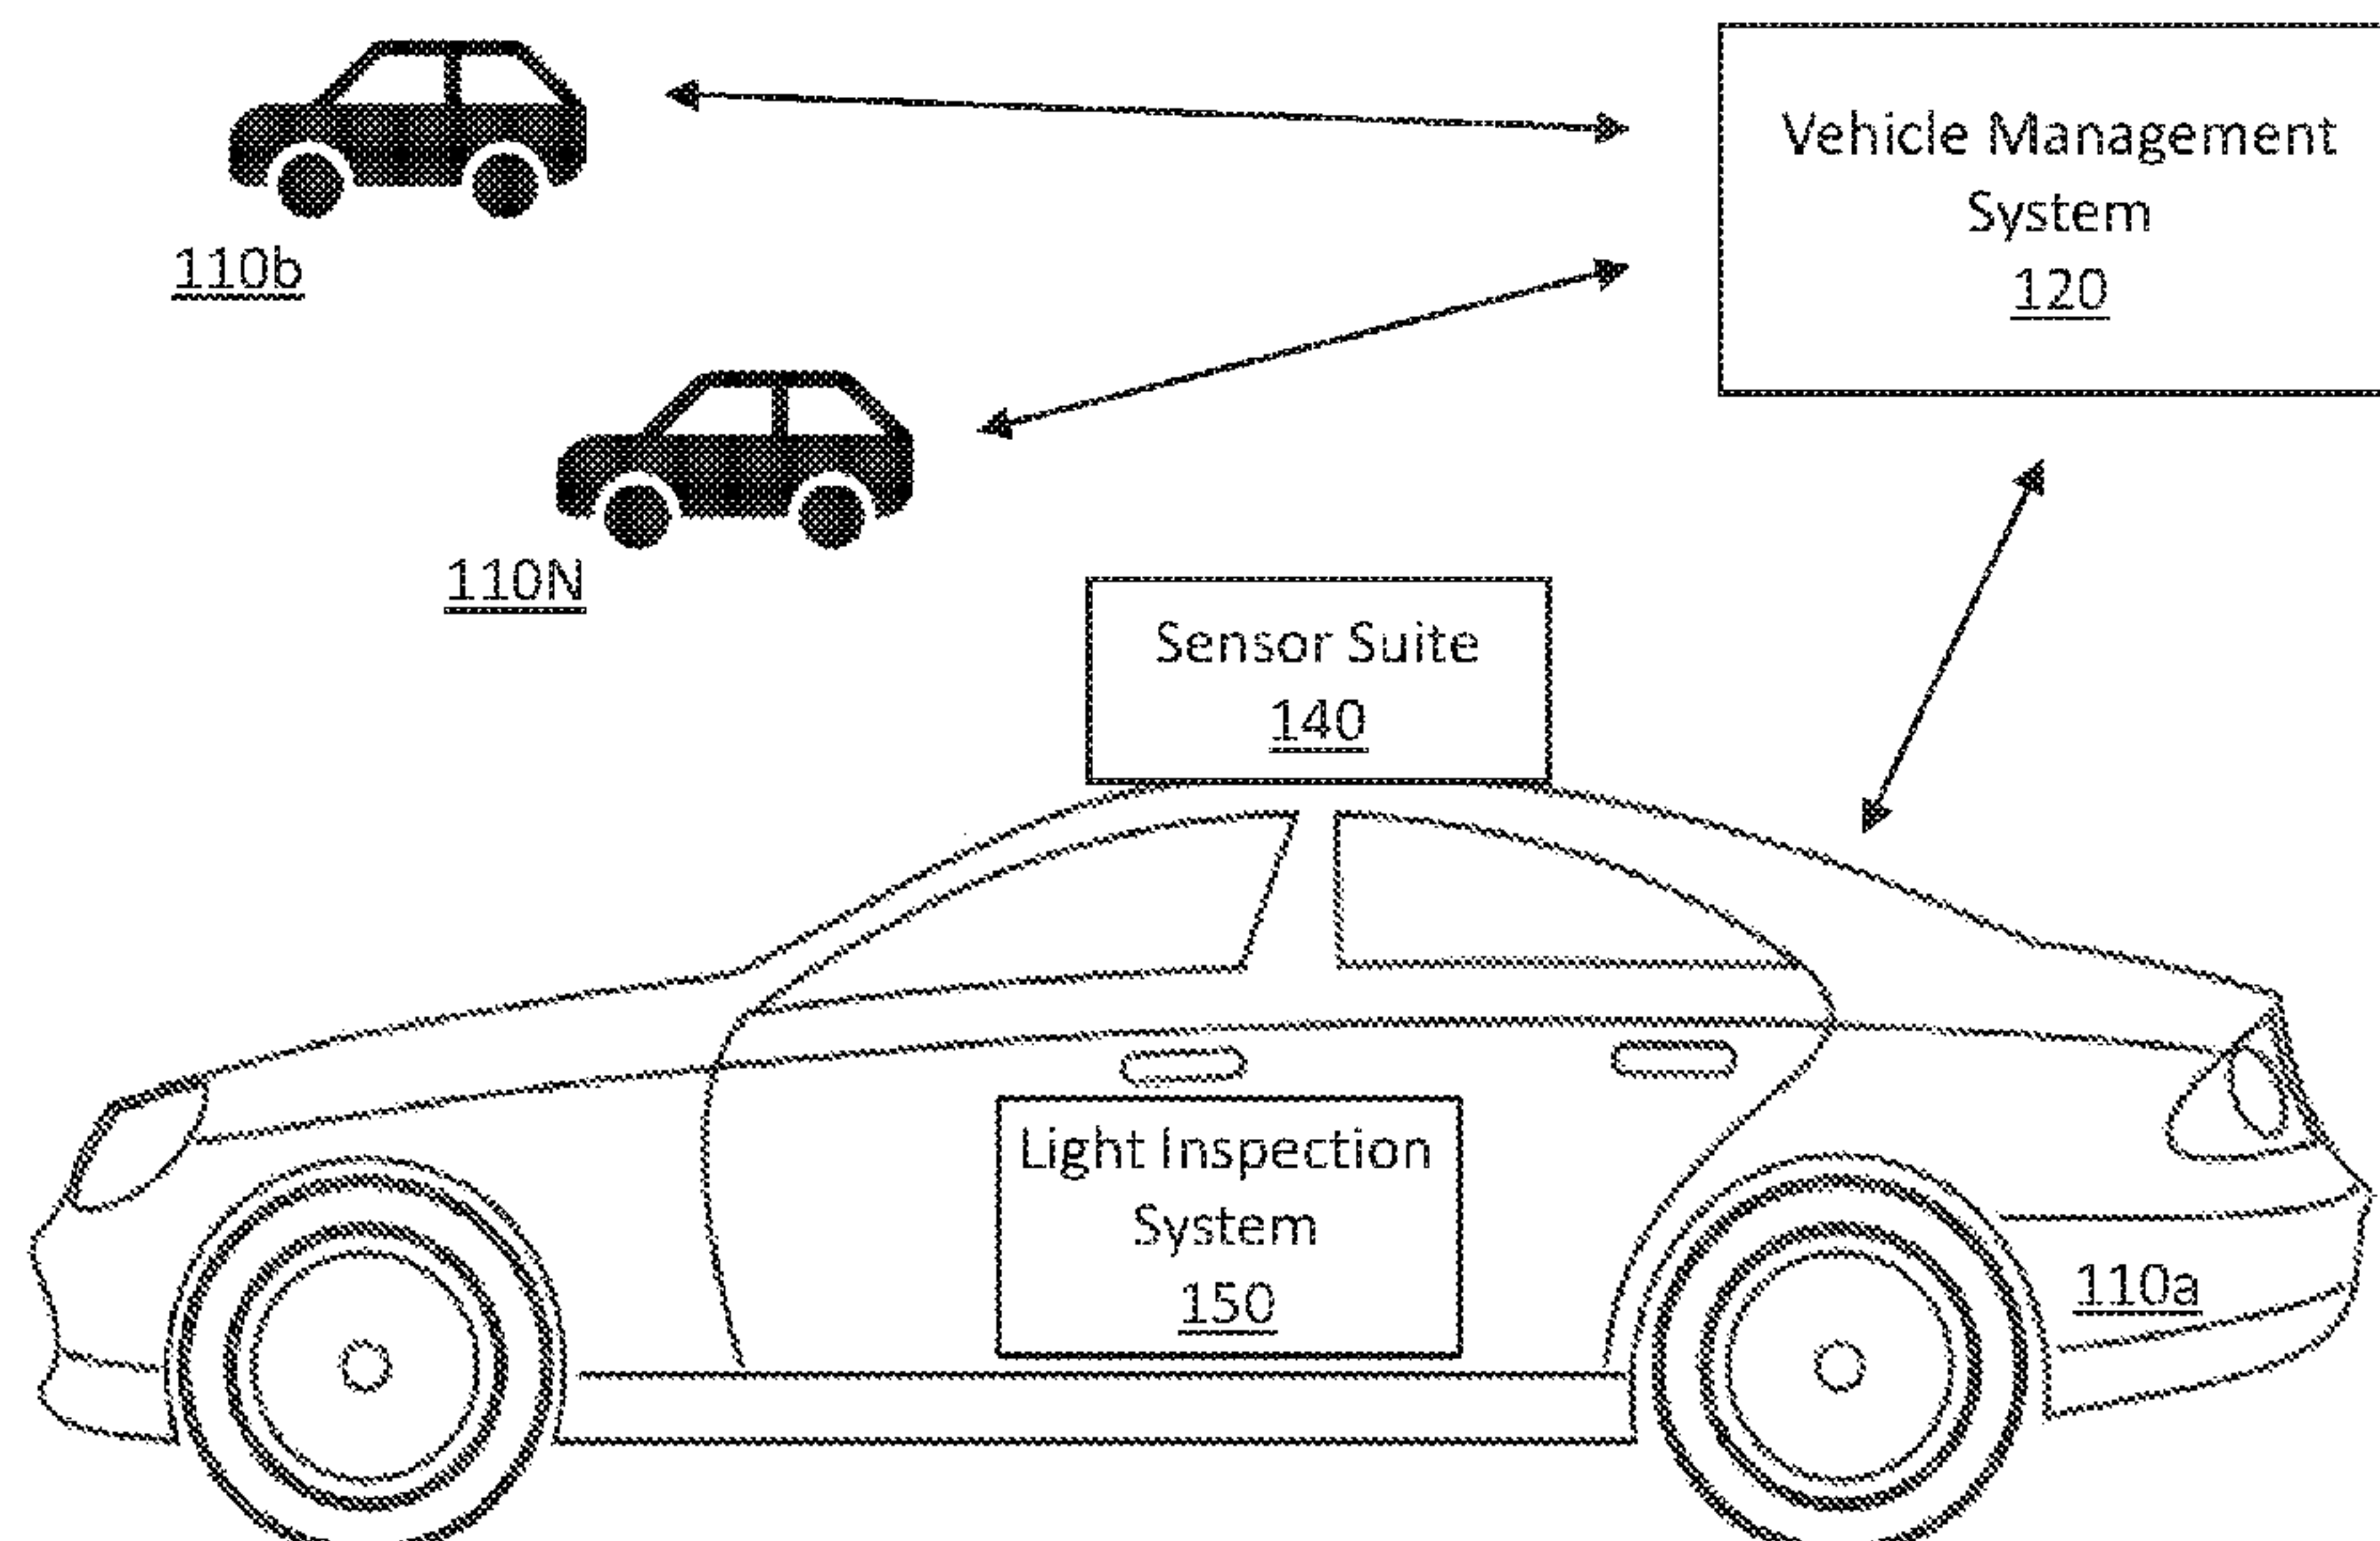 Vehicle Management
System
120
110b
110N
Sensor Suite
140
Light Inspection
System
150
110a